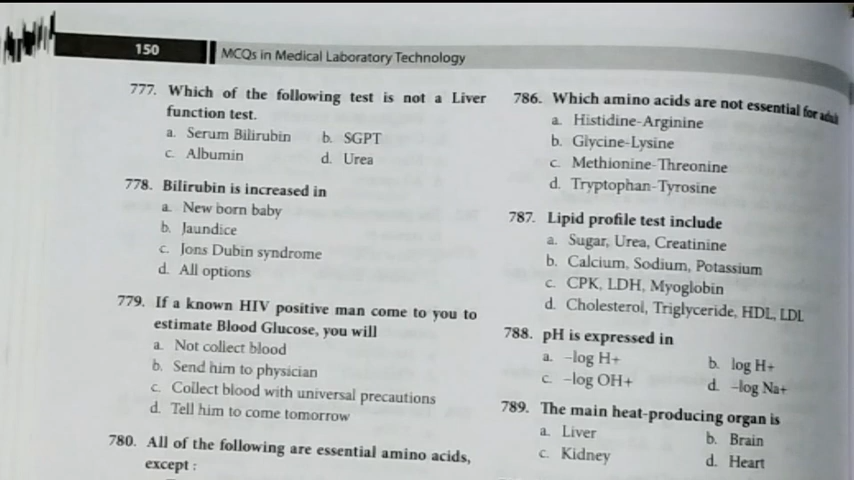 150
MCQs in Medical Laboratory Technology
777. Which of the following test is not a Liver
function test.
a. Serum Bilirubin b. SGPT
c. Albumin d. Urea
778. Bilirubin is increased in
a. New born baby
b. Jaundice
c. Jons Dubin syndrome
d. All options
779. If a known HIV positive man come to you to
estimate Blood Glucose, you will
a. Not collect blood
b. Send him to physician
c. Collect blood with universal precautions
d. Tell him to come tomorrow
780. All of the following are essential amino acids,
except :
786. Which amino acids are not essential for adult
a. Histidine-Arginine
b. Glycine-Lysine
c. Methionine-Threonine
d. Tryptophan-Tyrosine
787. Lipid profile test include
a. Sugar, Urea, Creatinine
b. Calcium, Sodium, Potassium
c. CPK, LDH, Myoglobin
d. Cholesterol, Triglyceride, HDL, LDL
788. pH is expressed in
a. –log H+ b. log H+
c. –log OH+ d. –log Na+
789. The main heat-producing organ is
a. Liver b. Brain
c. Kidney d. Heart